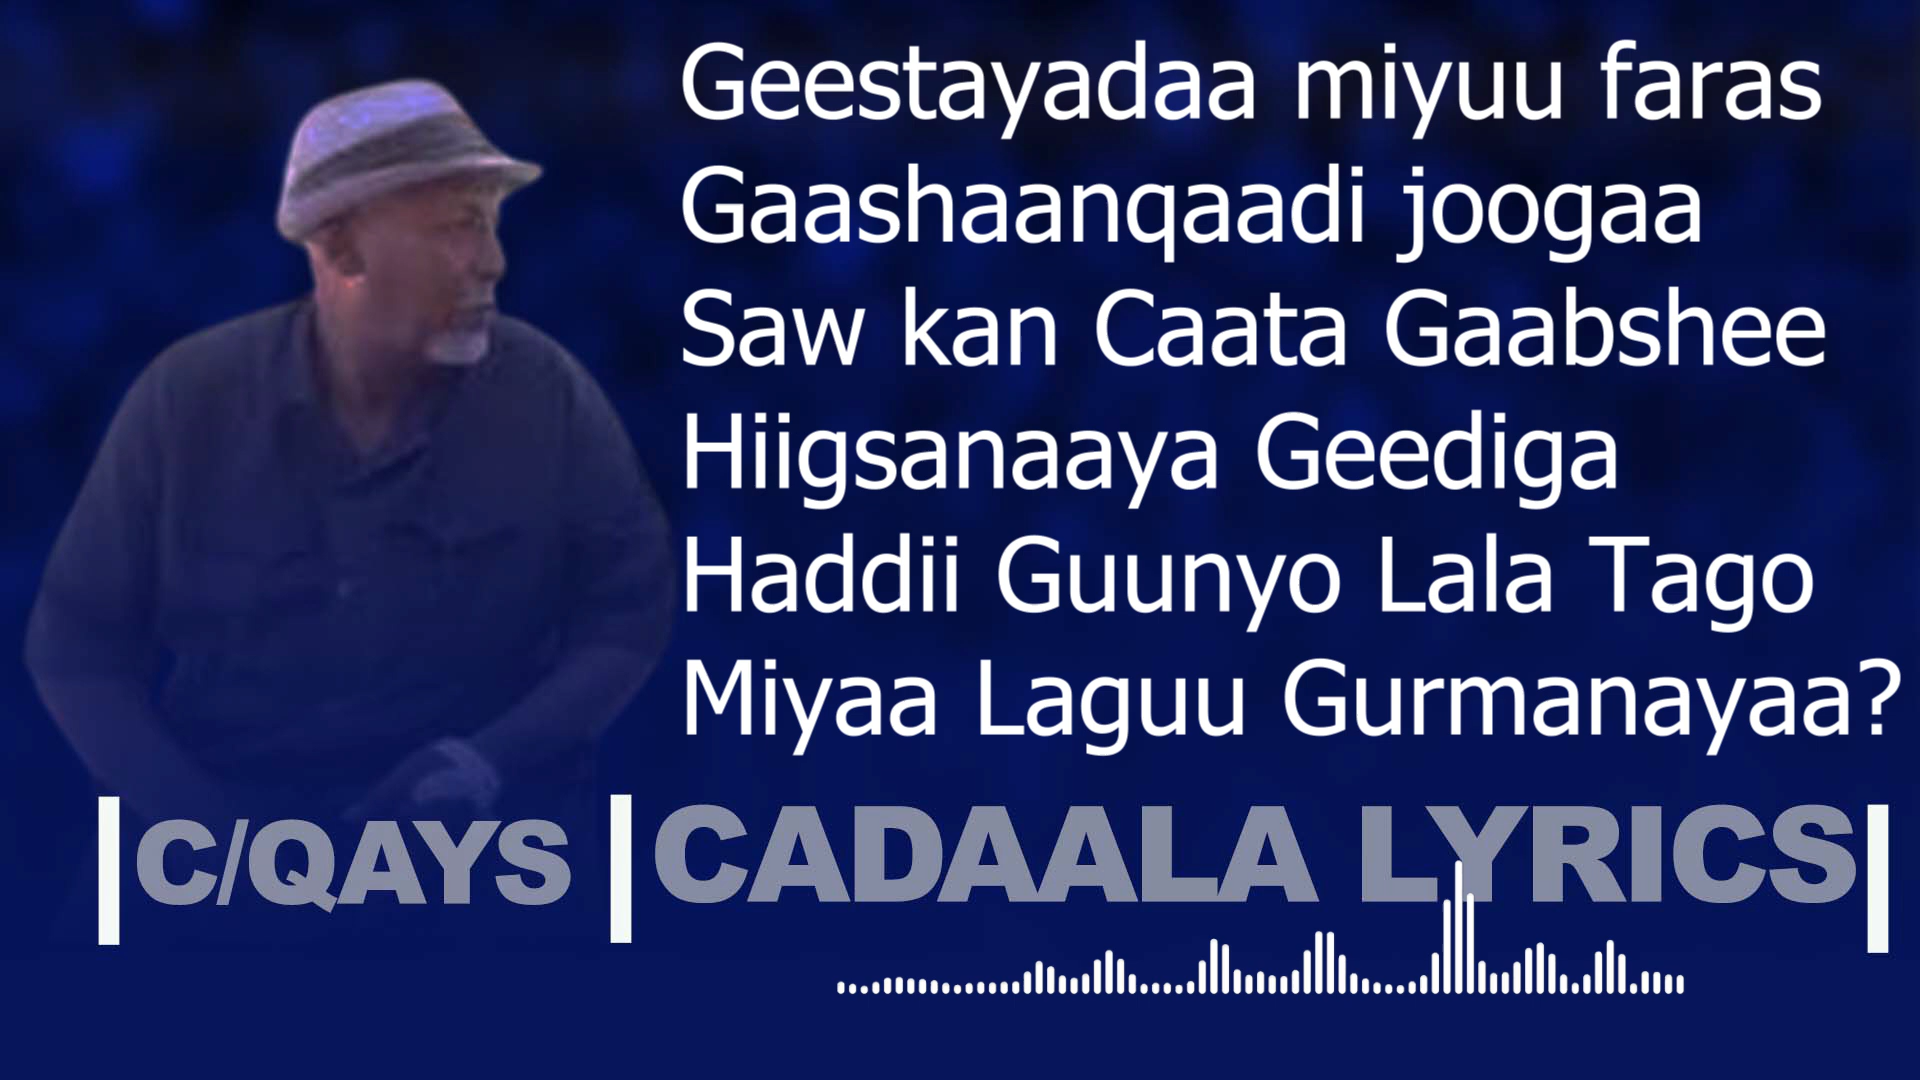 Geestayadaa miyuu faras
Gaashaanqaadi joogaa
Saw kan Caata Gaabshee
Hiigsanaaya Geediga
Haddii Guunyo Lala Tago
Miyaa Laguu Gurmanayaa?
C/QAYS
CADAALA LYRICS